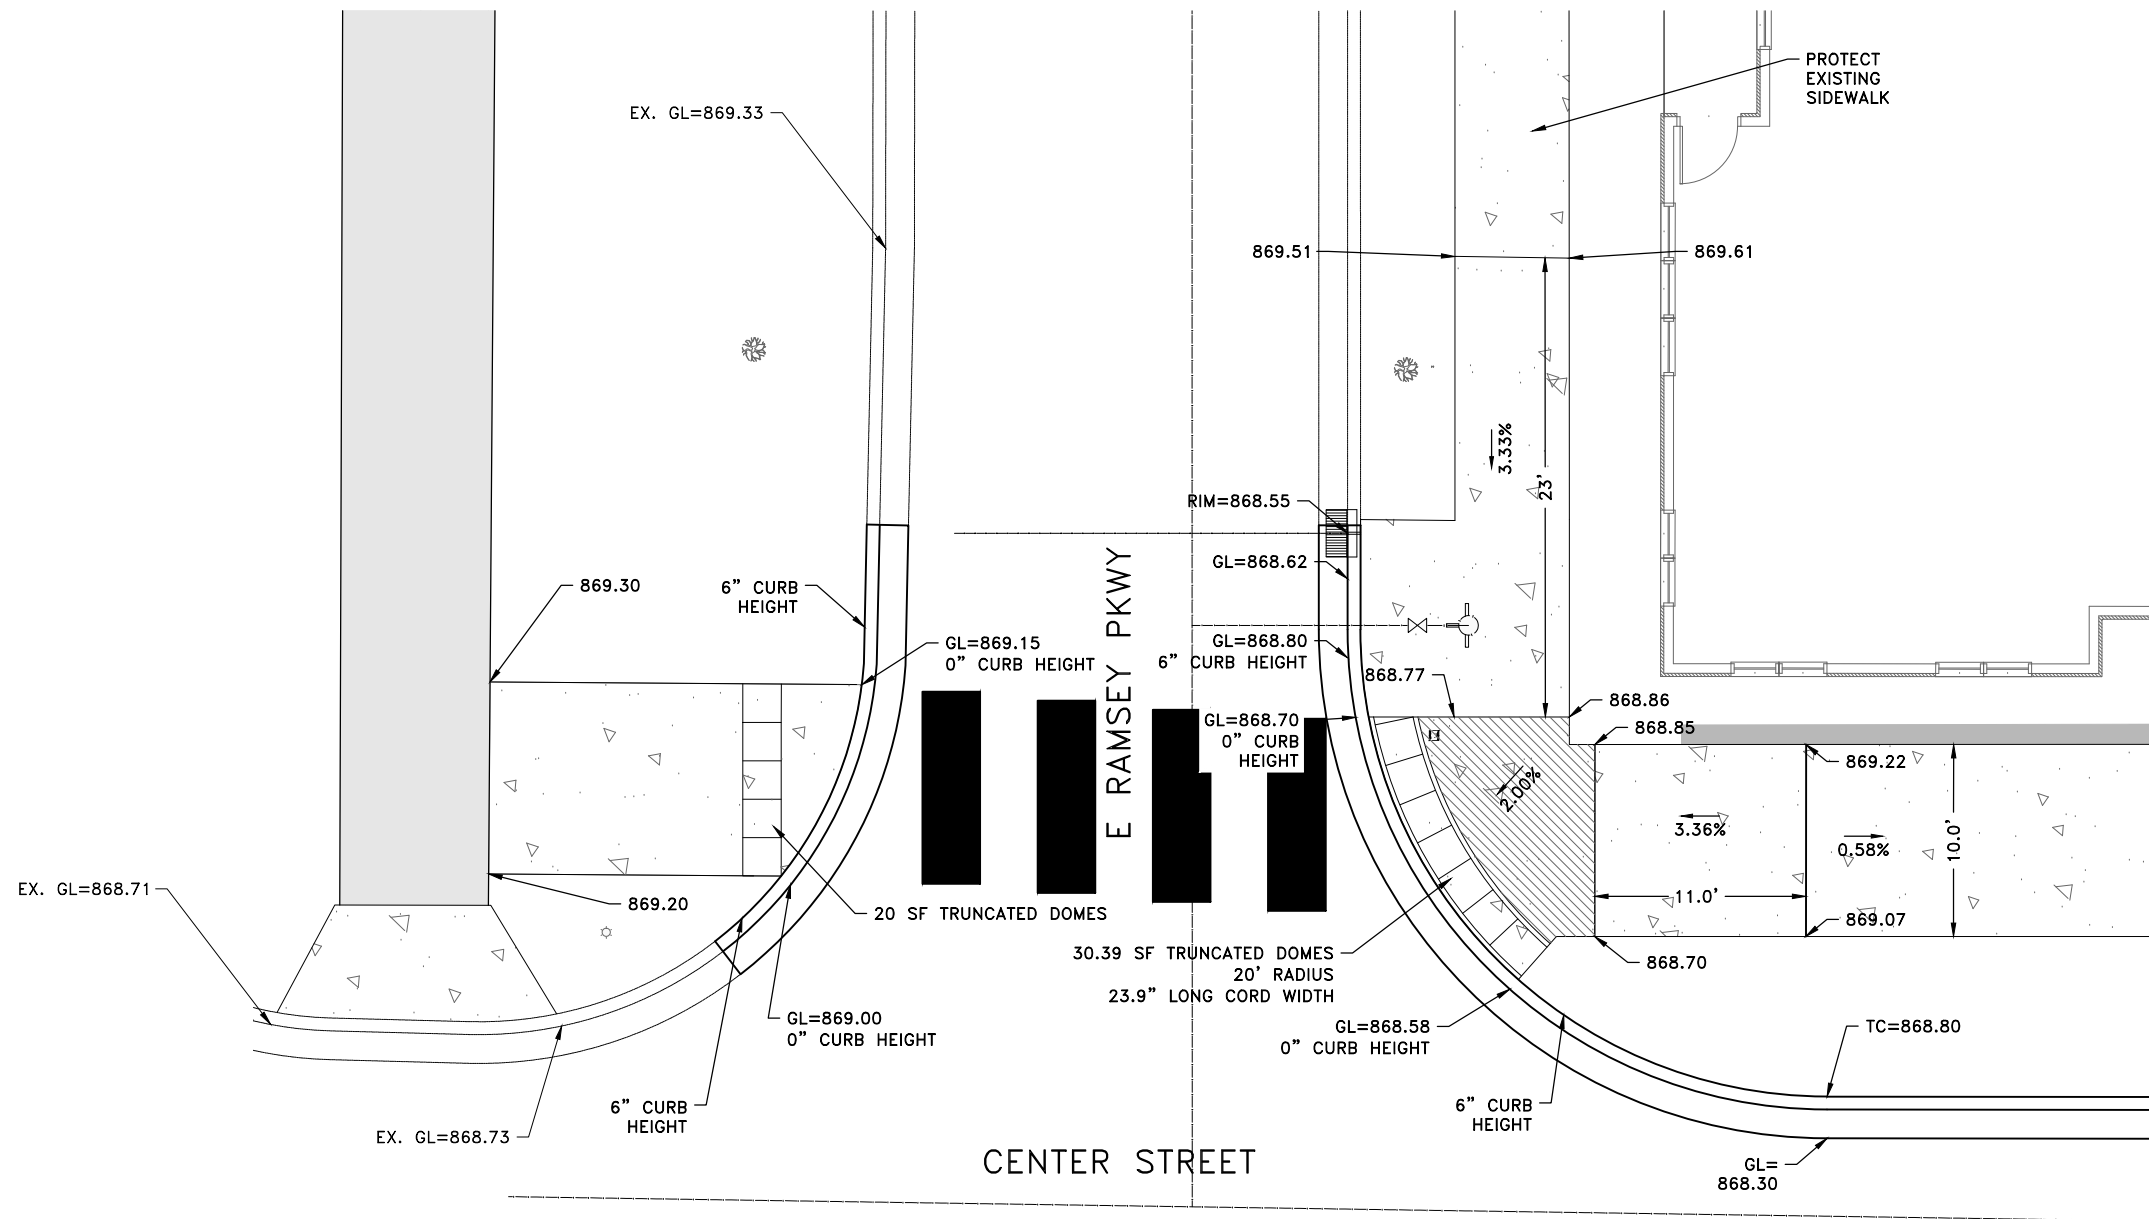 PROTECT
EXISTING
SIDEWALK
EX. GL=869.33
869.51
869.61
3.33%
23'
RIM=868.55
GL=868.62
869.30
6" CURB
HEIGHT
GL=869.15
0" CURB HEIGHT
E RAMSEY PKWY
GL=868.80
6" CURB HEIGHT
868.77
868.86
GL=868.70
0" CURB
HEIGHT
868.85
869.22
2.00%
3.36%
0.58%
10.0'
11.0'
EX. GL=868.71
869.20
20 SF TRUNCATED DOMES
869.07
30.39 SF TRUNCATED DOMES
20' RADIUS
23.9" LONG CORD WIDTH
868.70
GL=869.00
0" CURB HEIGHT
GL=868.58
0" CURB HEIGHT
TC=868.80
6" CURB
HEIGHT
6" CURB
HEIGHT
EX. GL=868.73
CENTER STREET
GL=
868.30